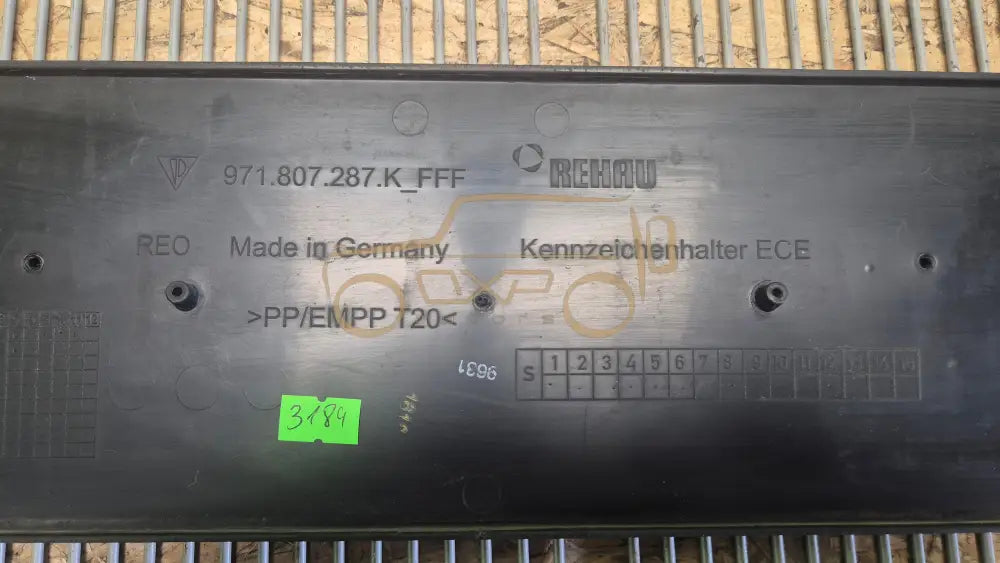 971.807.287.K_FFF
REHAU
REO Made in Germany Kennzeichenhalter ECE
>PP/EMPP T20<
9631
S 1 2 3 4 5 6 7 8 9 10 11 12 13 14 15
3184